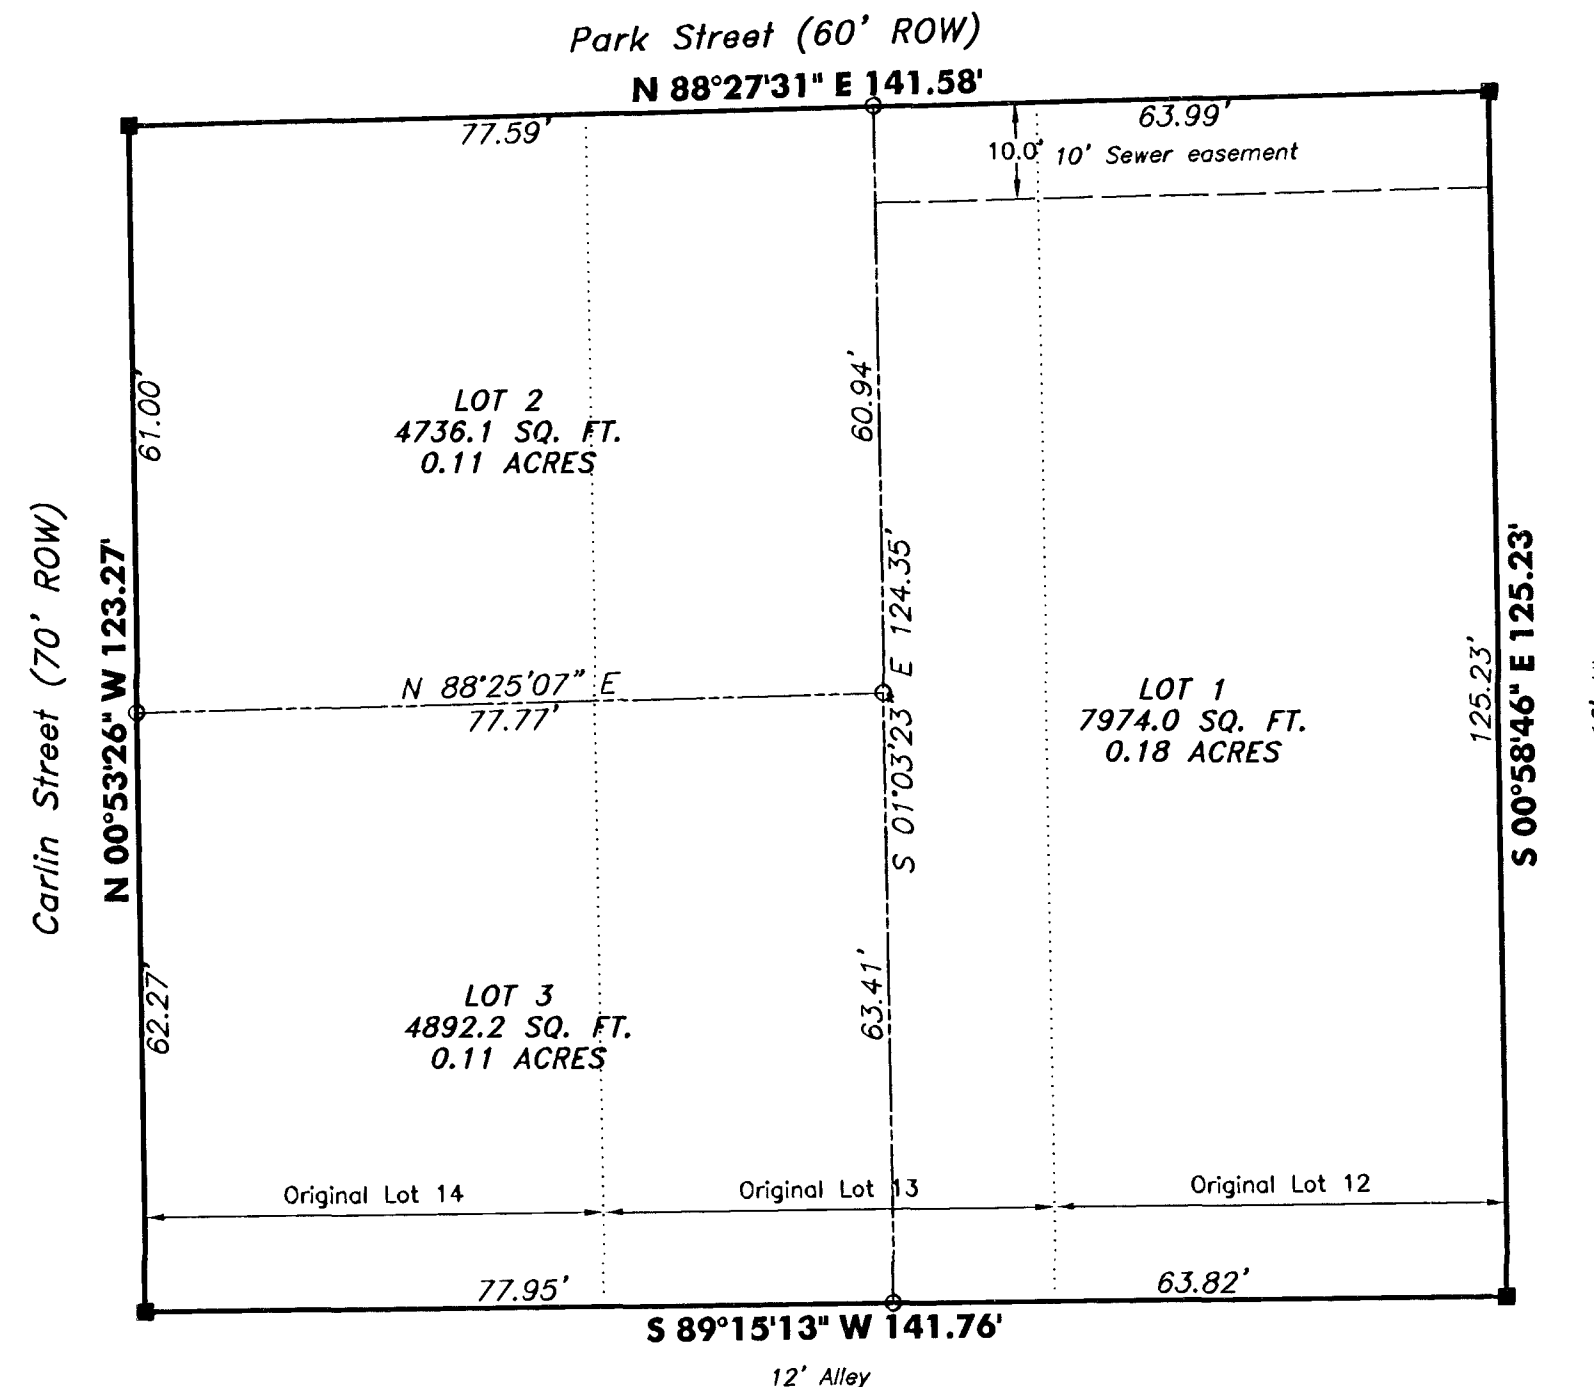 Park Street (60' ROW)
N 88°27'31" E 141.58'
77.59'
63.99'
10.0'
10' Sewer easement
61.00'
60.94'
LOT 2
4736.1 SQ. FT.
0.11 ACRES
Carlin Street (70' ROW)
N 00°53'26" W 123.27'
N 88°25'07" E
77.77'
S 01°03'23" E 124.35'
LOT 1
7974.0 SQ. FT.
0.18 ACRES
125.23'
S 00°58'46" E 125.23'
62.27'
63.41'
LOT 3
4892.2 SQ. FT.
0.11 ACRES
Original Lot 14
Original Lot 13
Original Lot 12
77.95'
63.82'
S 89°15'13" W 141.76'
12' Alley